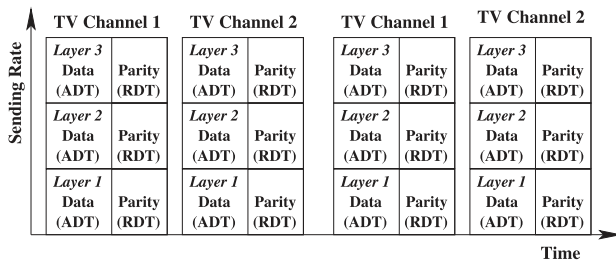 TV Channel 1 TV Channel 2 TV Channel 1 TV Channel 2
Sending Rate
Layer 3 Layer 3 Layer 3 Layer 3
Data Parity Data Parity Data Parity Data Parity
(ADT) (RDT) (ADT) (RDT) (ADT) (RDT) (ADT) (RDT)
Layer 2 Layer 2 Layer 2 Layer 2
Data Parity Data Parity Data Parity Data Parity
(ADT) (RDT) (ADT) (RDT) (ADT) (RDT) (ADT) (RDT)
Layer 1 Layer 1 Layer 1 Layer 1
Data Parity Data Parity Data Parity Data Parity
(ADT) (RDT) (ADT) (RDT) (ADT) (RDT) (ADT) (RDT)
Time